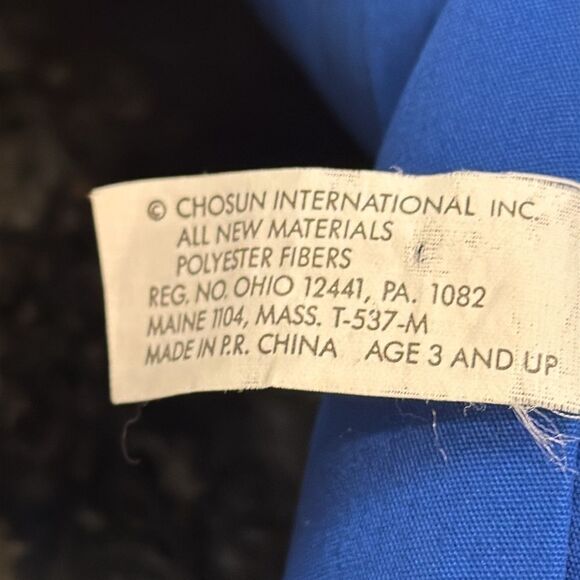 © CHOSUN INTERNATIONAL INC.
ALL NEW MATERIALS
POLYESTER FIBERS
REG. NO. OHIO 12441, PA. 1082
MAINE 1104, MASS. T-537-M
MADE IN P.R. CHINA AGE 3 AND UP